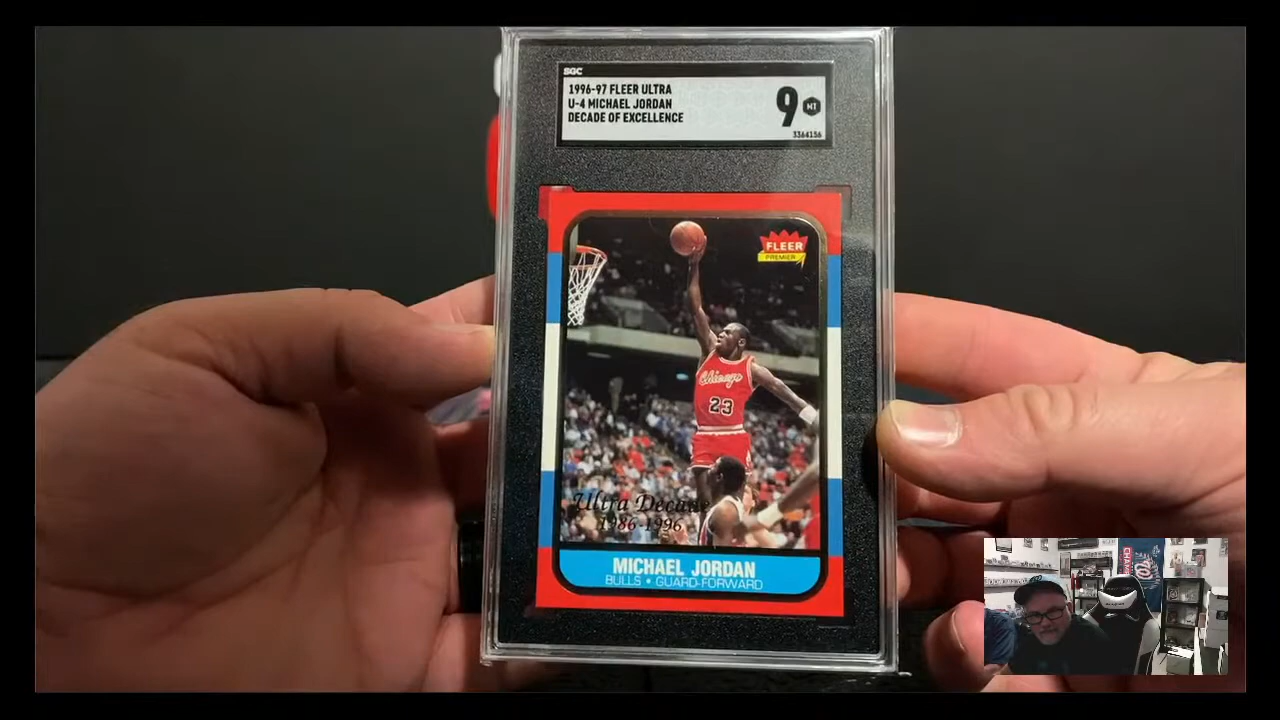 SGC
1996-97 FLEER ULTRA
U-4 MICHAEL JORDAN
DECADE OF EXCELLENCE
9 MT
3364156
FLEER
PREMIER
Chicago
23
Ultra Decade
1986-1996
MICHAEL JORDAN
BULLS • GUARD-FORWARD